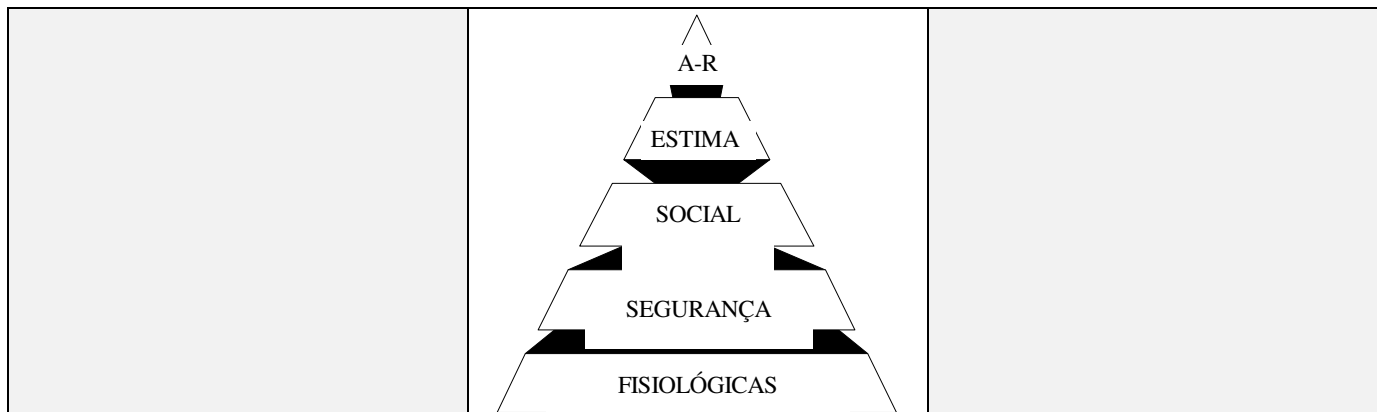 A-R
ESTIMA
SOCIAL
SEGURANÇA
FISIOLÓGICAS